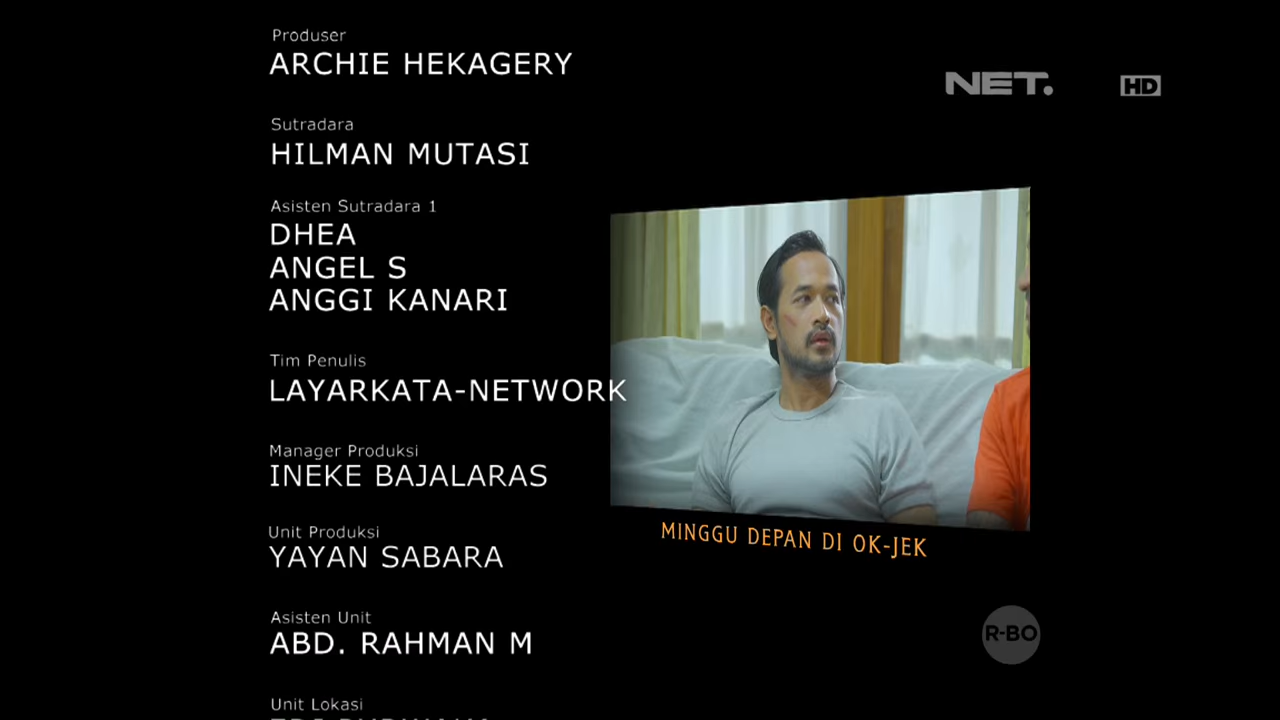 Produser
ARCHIE HEKAGERY
NET.
HD
Sutradara
HILMAN MUTASI
Asisten Sutradara 1
DHEA
ANGEL S
ANGGI KANARI
Tim Penulis
LAYARKATA-NETWORK
Manager Produksi
INEKE BAJALARAS
Unit Produksi
YAYAN SABARA
MINGGU DEPAN DI OK-JEK
Asisten Unit
ABD. RAHMAN M
R-BO
Unit Lokasi